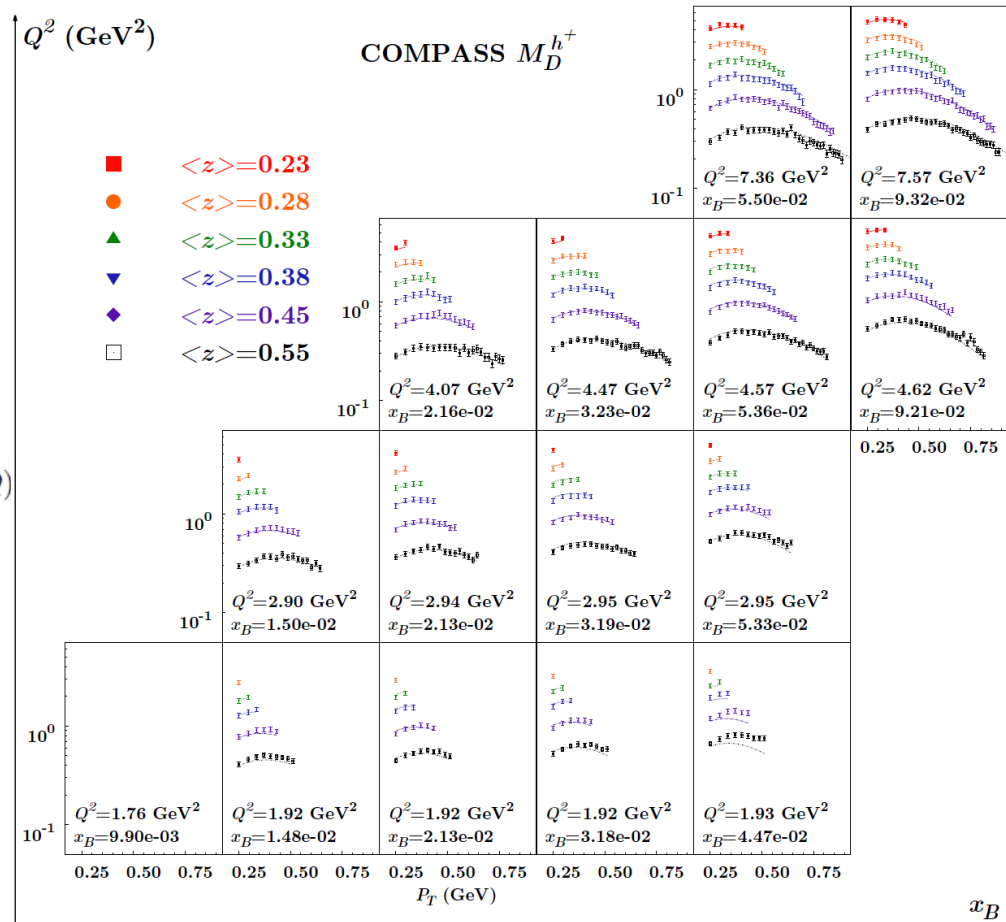 Q² (GeV²)
COMPASS M_D^{h+}
<z>=0.23
<z>=0.28
<z>=0.33
<z>=0.38
<z>=0.45
<z>=0.55
10⁰
10⁻¹
Q²=7.36 GeV²
x_B=5.50e-02
Q²=7.57 GeV²
x_B=9.32e-02
10⁰
10⁻¹
Q²=4.07 GeV²
x_B=2.16e-02
Q²=4.47 GeV²
x_B=3.23e-02
Q²=4.57 GeV²
x_B=5.36e-02
Q²=4.62 GeV²
x_B=9.21e-02
0.25 0.50 0.75
10⁰
10⁻¹
Q²=2.90 GeV²
x_B=1.50e-02
Q²=2.94 GeV²
x_B=2.13e-02
Q²=2.95 GeV²
x_B=3.19e-02
Q²=2.95 GeV²
x_B=5.33e-02
10⁰
10⁻¹
Q²=1.76 GeV²
x_B=9.90e-03
Q²=1.92 GeV²
x_B=1.48e-02
Q²=1.92 GeV²
x_B=2.13e-02
Q²=1.92 GeV²
x_B=3.18e-02
Q²=1.93 GeV²
x_B=4.47e-02
0.25 0.50 0.75 0.25 0.50 0.75 0.25 0.50 0.75 0.25 0.50 0.75 0.25 0.50 0.75
P_T (GeV)
x_B